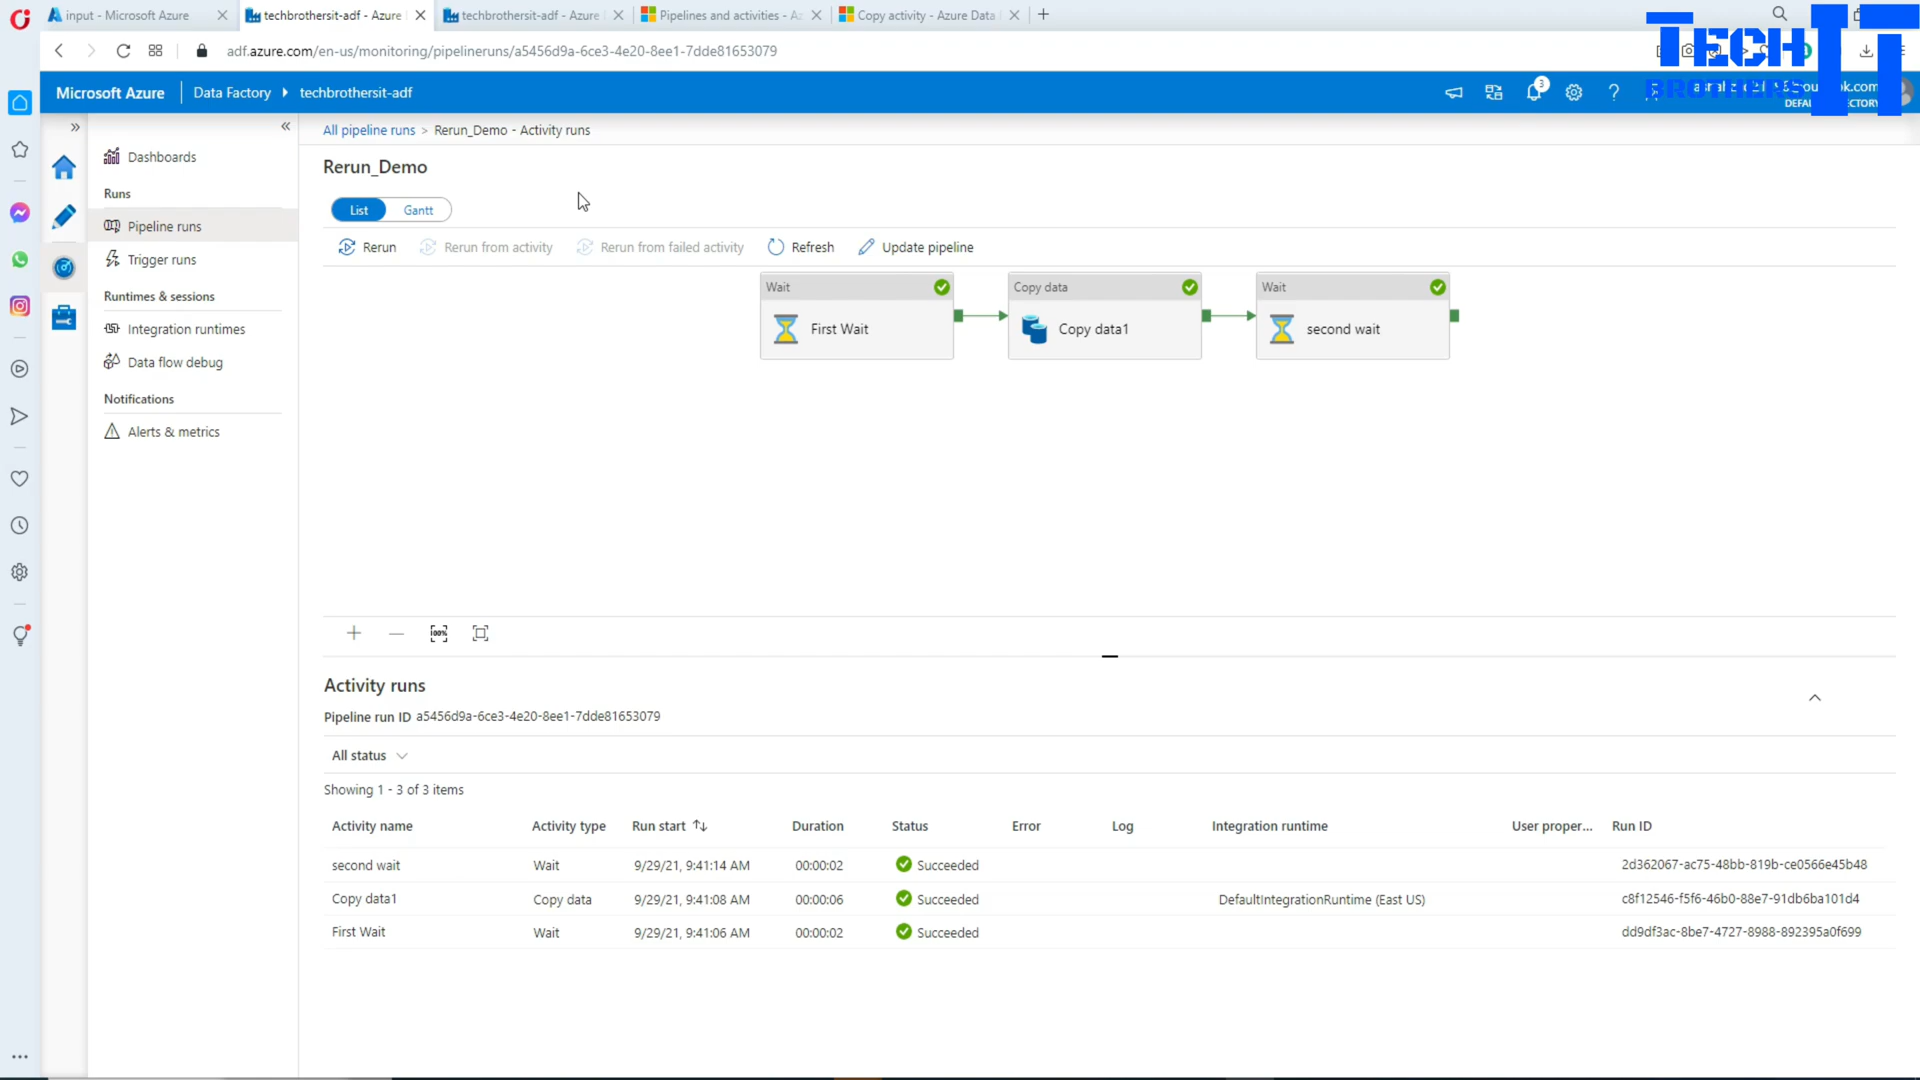 input - Microsoft Azure
techbrothersit-adf - Azure
techbrothersit-adf - Azure
Pipelines and activities - Az
Copy activity - Azure Data
adf.azure.com/en-us/monitoring/pipelineruns/a5456d9a-6ce3-4e20-8ee1-7dde81653079
TECH IT
BROTHERS
Microsoft Azure
Data Factory
techbrothersit-adf
3
All pipeline runs > Rerun_Demo - Activity runs
Rerun_Demo
List
Gantt
Rerun
Rerun from activity
Rerun from failed activity
Refresh
Update pipeline
Dashboards
Runs
Pipeline runs
Trigger runs
Runtimes & sessions
Integration runtimes
Data flow debug
Notifications
Alerts & metrics
Wait
First Wait
Copy data
Copy data1
Wait
second wait
100%
Activity runs
Pipeline run ID a5456d9a-6ce3-4e20-8ee1-7dde81653079
All status
Showing 1 - 3 of 3 items
Activity name Activity type Run start Duration Status Error Log Integration runtime User proper... Run ID
second wait Wait 9/29/21, 9:41:14 AM 00:00:02 Succeeded 2d362067-ac75-48bb-819b-ce0566e45b48
Copy data1 Copy data 9/29/21, 9:41:08 AM 00:00:06 Succeeded DefaultIntegrationRuntime (East US) c8f12546-f5f6-46b0-88e7-91db6ba101d4
First Wait Wait 9/29/21, 9:41:06 AM 00:00:02 Succeeded dd9df3ac-8be7-4727-8988-892395a0f699